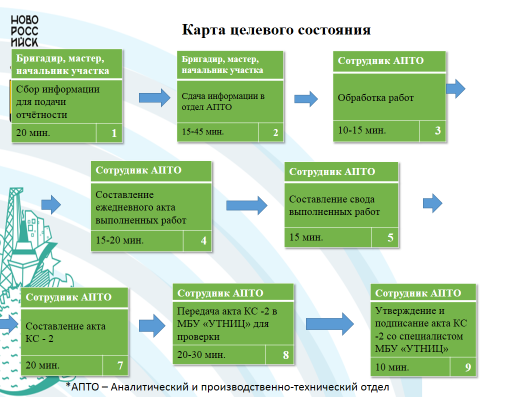 НОВО
РОСС
ИЙСК
Карта целевого состояния
Бригадир, мастер,
начальник участка
Сбор информации
для подачи
отчётности
20 мин. 1
Бригадир, мастер,
начальник участка
Сдача информации в
отдел АПТО
15-45 мин. 2
Сотрудник АПТО
Обработка работ
10-15 мин. 3
Сотрудник АПТО
Составление
ежедневного акта
выполненных работ
15-20 мин. 4
Сотрудник АПТО
Составление свода
выполненных работ
15 мин. 5
Сотрудник АПТО
Составление акта
КС - 2
20 мин. 7
Сотрудник АПТО
Передача акта КС -2 в
МБУ «УТНИЦ» для
проверки
20-30 мин. 8
Сотрудник АПТО
Утверждение и
подписание акта КС
-2 со специалистом
МБУ «УТНИЦ»
10 мин. 9
*АПТО – Аналитический и производственно-технический отдел